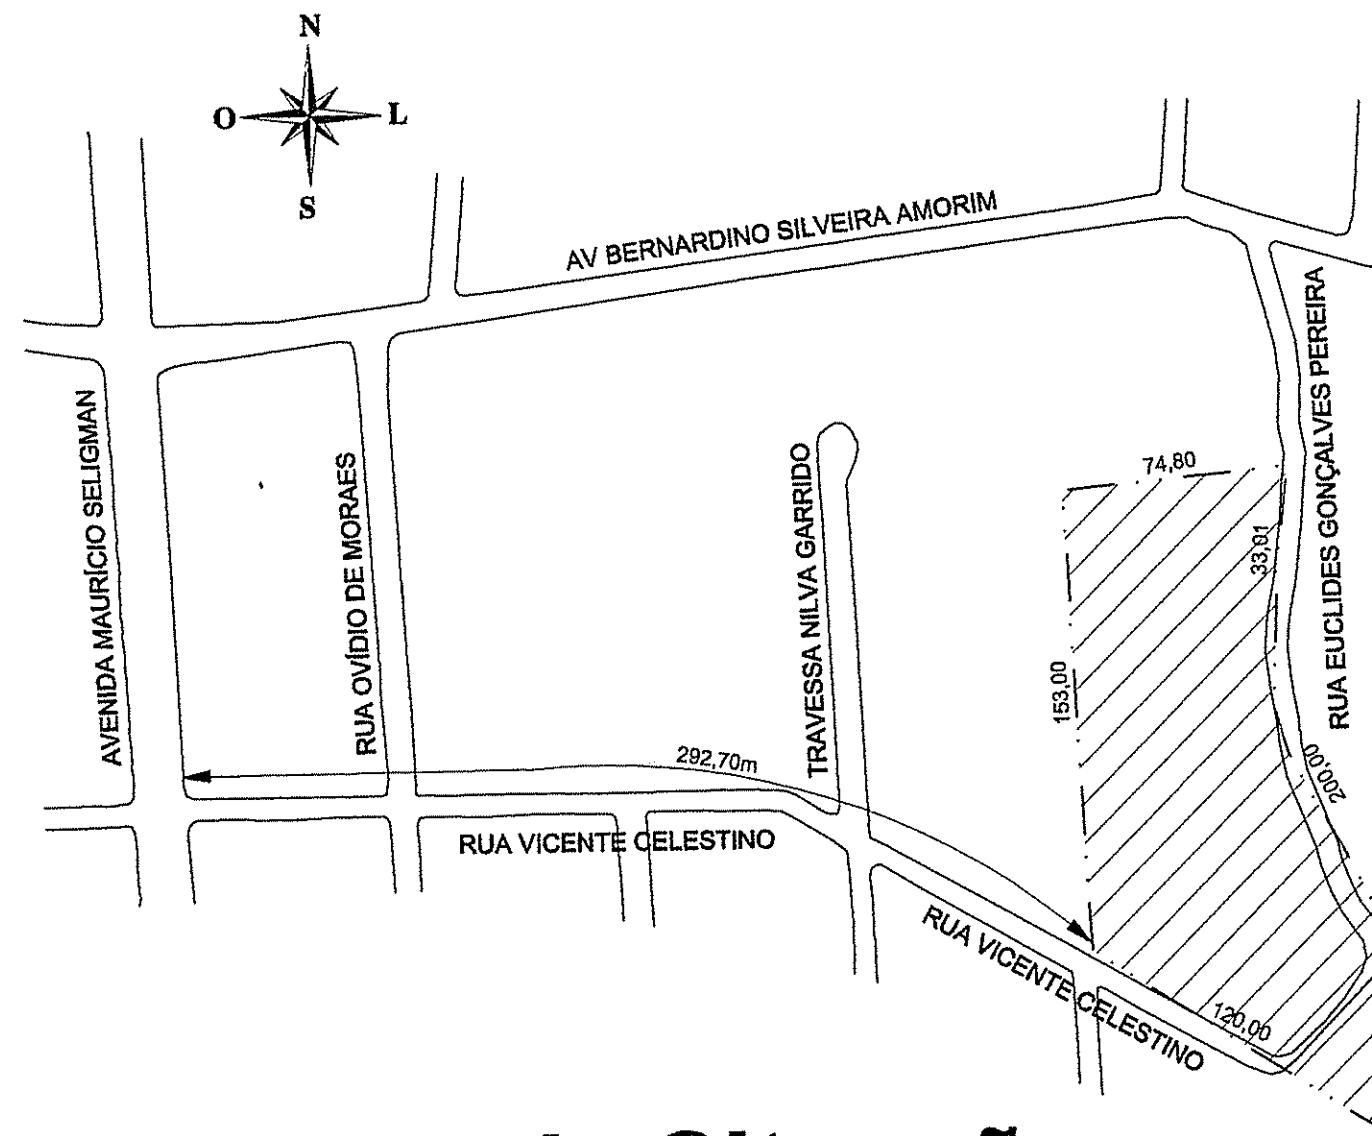 N
O L
S
AV BERNARDINO SILVEIRA AMORIM
RUA EUCLIDES GONÇALVES PEREIRA
AVENIDA MAURÍCIO SELIGMAN
RUA OVÍDIO DE MORAES
TRAVESSA NILVA GARRIDO
74,80
33,01
153,00
200,00
292,70m
RUA VICENTE CELESTINO
RUA VICENTE CELESTINO
120,00